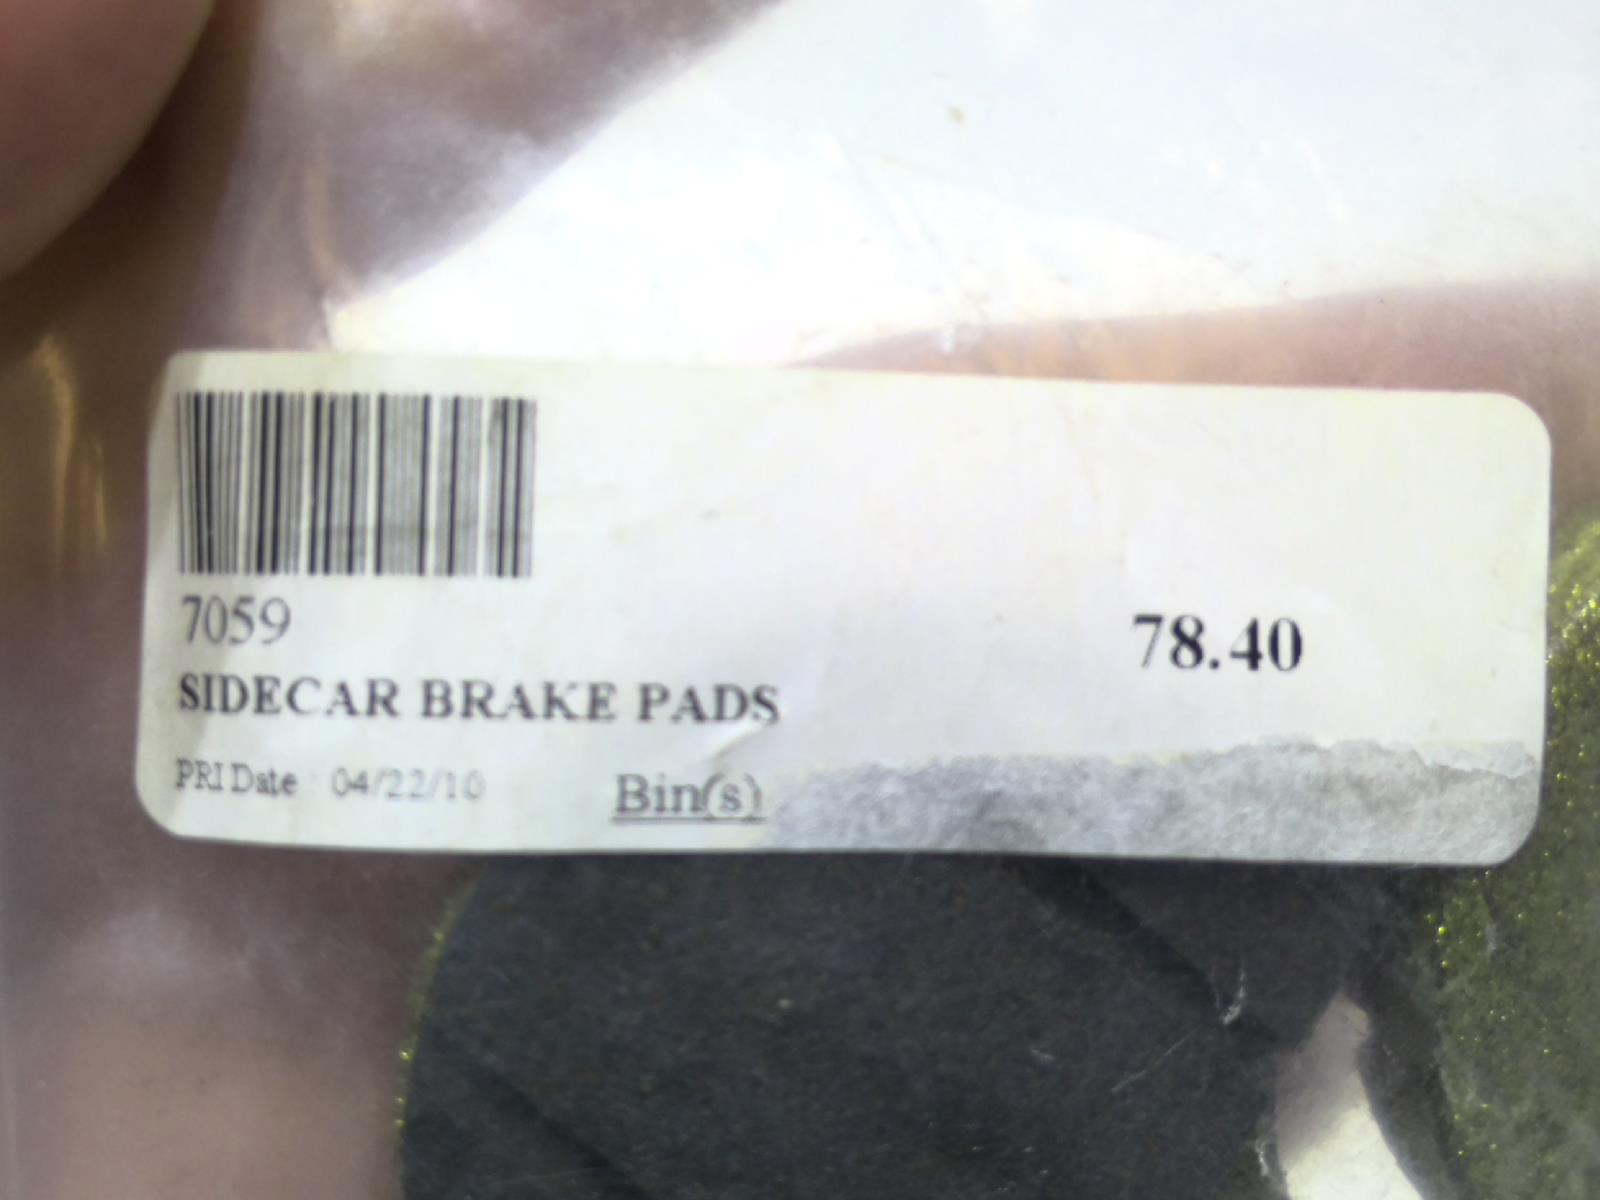 7059
78.40
SIDECAR BRAKE PADS
PRI Date : 04/22/10 Bin(s)